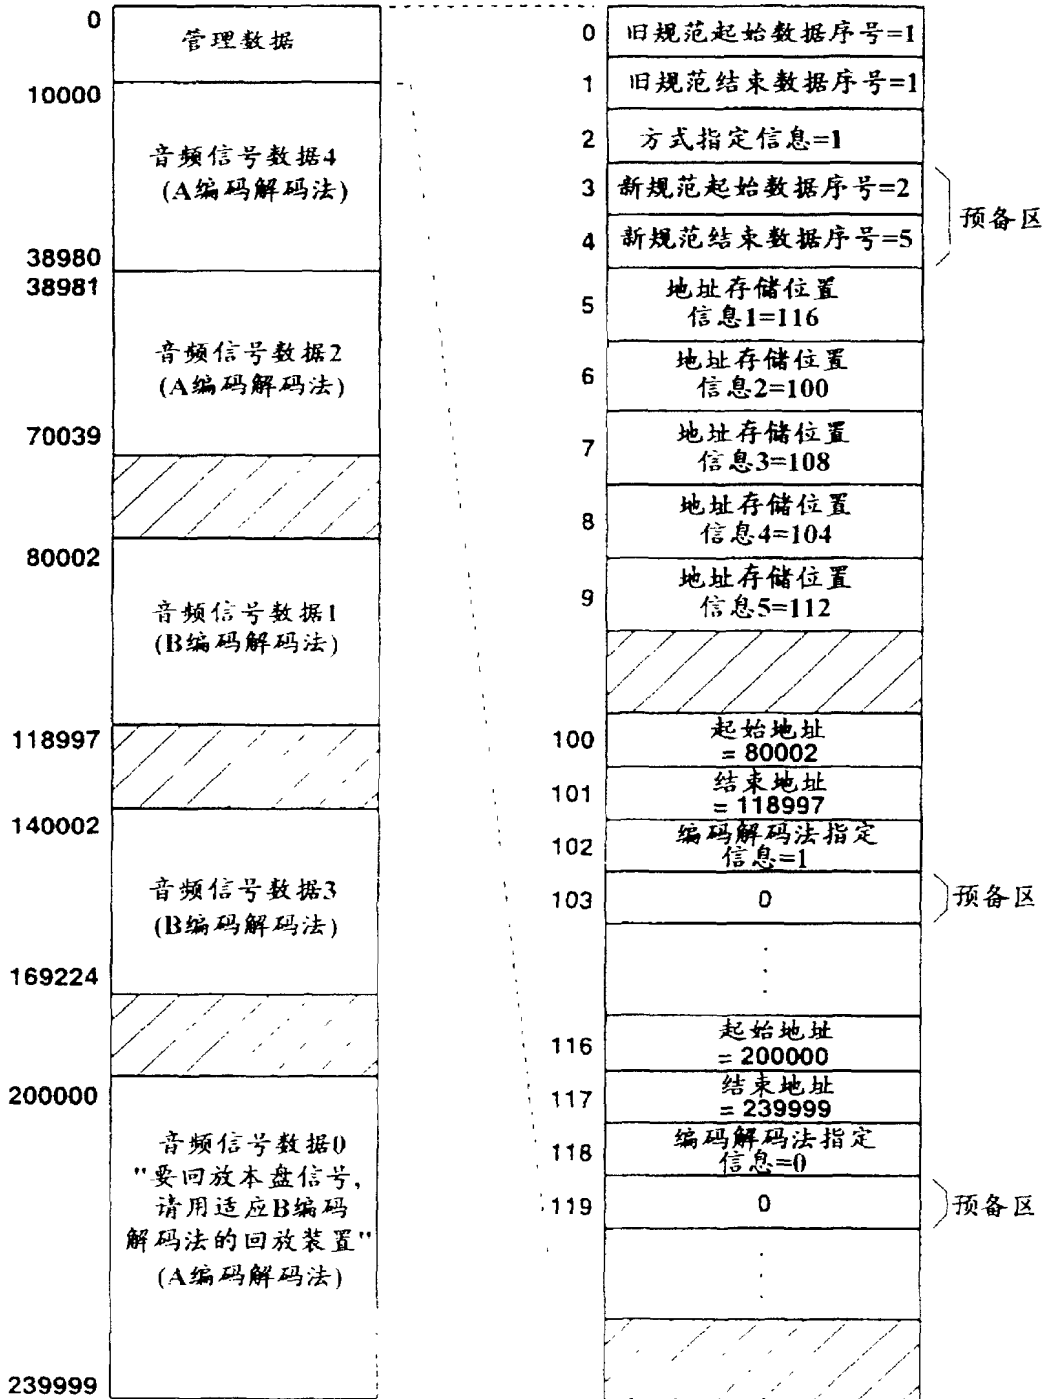 0
管理数据
10000
音频信号数据4
(A编码解码法)
38980
38981
音频信号数据2
(A编码解码法)
70039
80002
音频信号数据1
(B编码解码法)
118997
140002
音频信号数据3
(B编码解码法)
169224
200000
音频信号数据0
"要回放本盘信号,
请用适应B编码
解码法的回放装置"
(A编码解码法)
239999
0 旧规范起始数据序号=1
1 旧规范结束数据序号=1
2 方式指定信息=1
3 新规范起始数据序号=2
4 新规范结束数据序号=5
预备区
5 地址存储位置
信息1=116
6 地址存储位置
信息2=100
7 地址存储位置
信息3=108
8 地址存储位置
信息4=104
9 地址存储位置
信息5=112
100 起始地址
= 80002
101 结束地址
= 118997
102 编码解码法指定
信息=1
103 0 预备区
116 起始地址
= 200000
117 结束地址
= 239999
118 编码解码法指定
信息=0
119 0 预备区